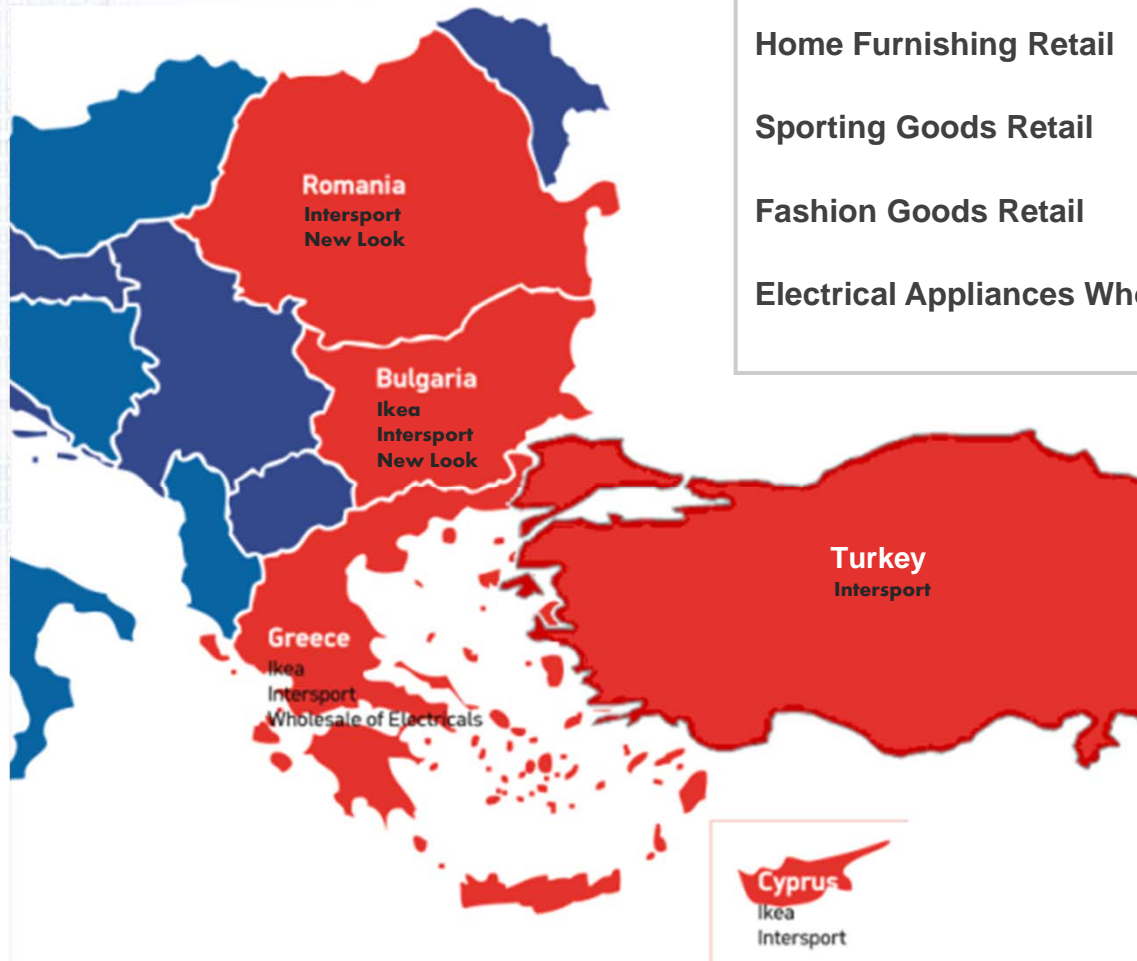 Home Furnishing Retail
Sporting Goods Retail
Fashion Goods Retail
Electrical Appliances
Romania
Intersport
New Look
Bulgaria
Ikea
Intersport
New Look
Turkey
Intersport
Greece
Ikea
Intersport
Wholesale of Electricals
Cyprus
Ikea
Intersport